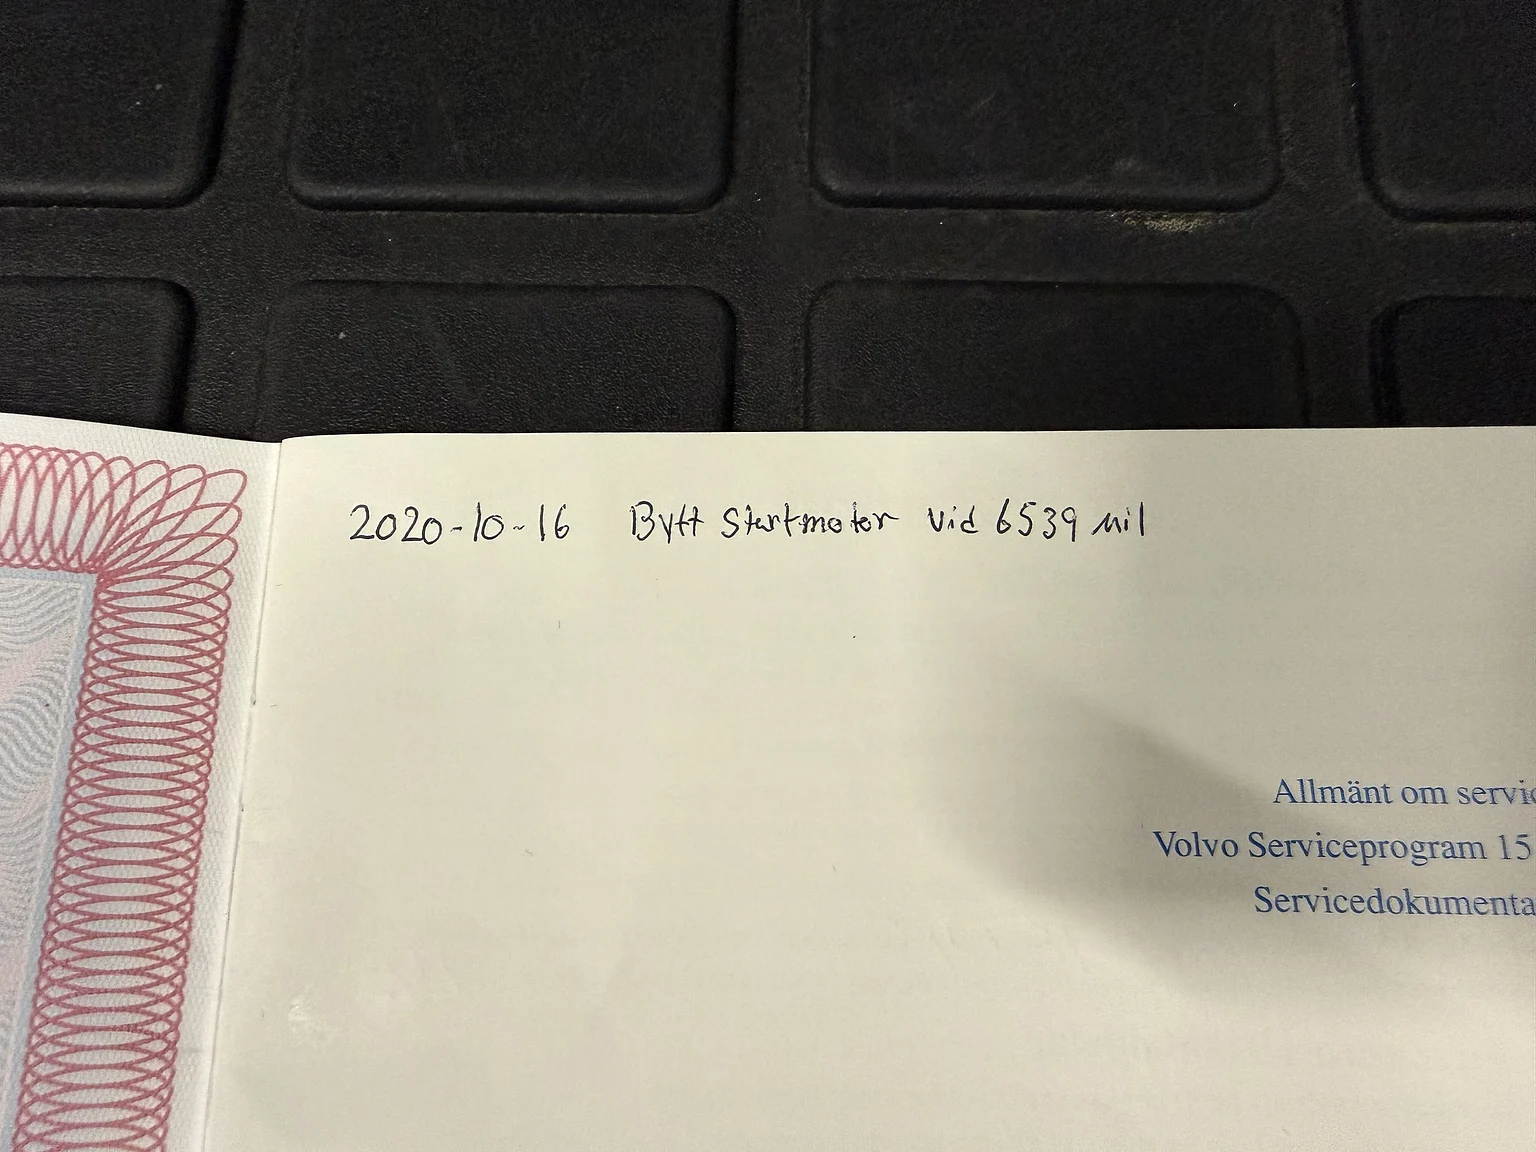 2020-10-16 Bytt Startmotor vid 6539 mil
Allmänt om servic
Volvo Serviceprogram 15
Servicedokumenta